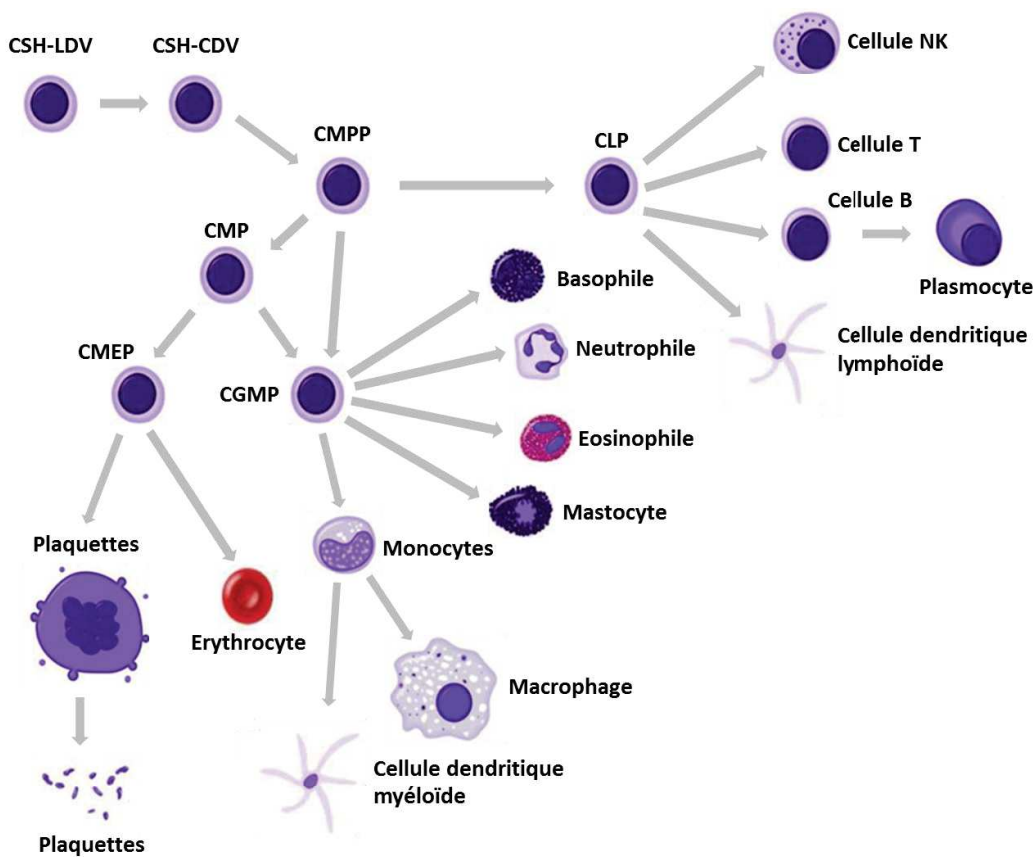 CSH-LDV
CSH-CDV
Cellule NK
CMPP
CLP
Cellule T
Cellule B
Plasmocyte
CMP
Basophile
Cellule dendritique
lymphoïde
Neutrophile
CMEP
CGMP
Eosinophile
Mastocyte
Plaquettes
Monocytes
Erythrocyte
Macrophage
Cellule dendritique
myéloïde
Plaquettes